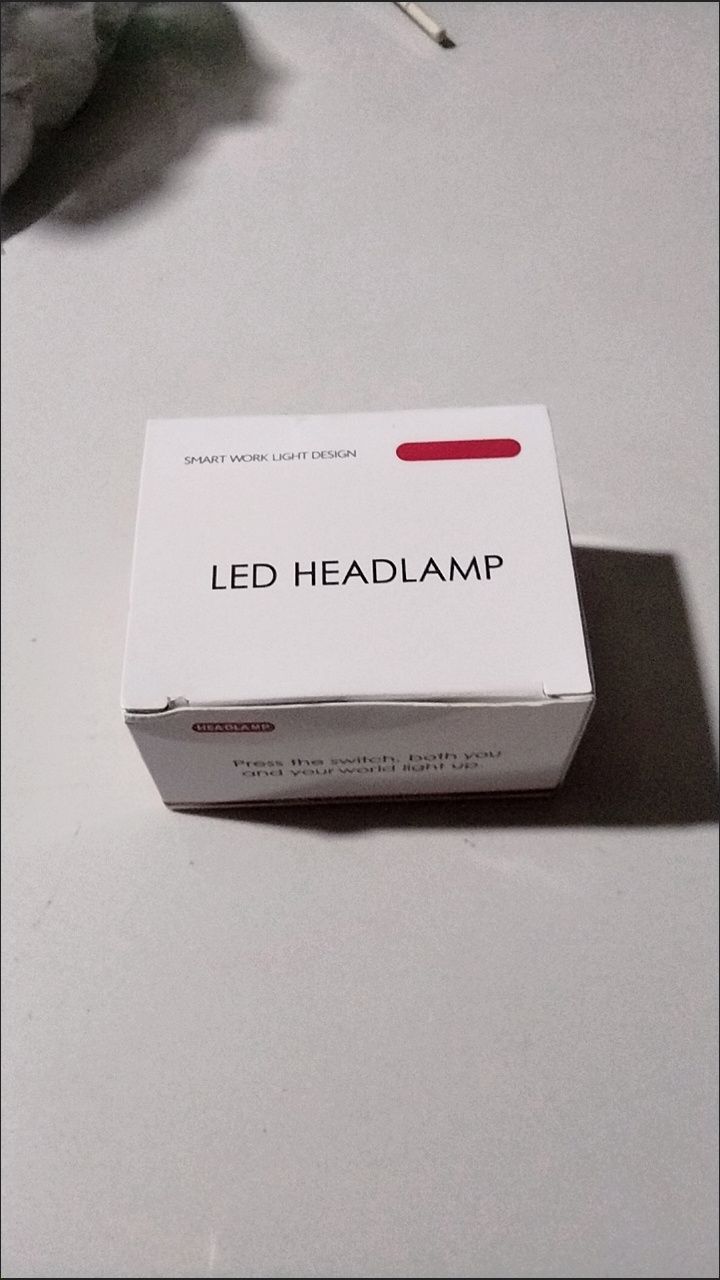 SMART WORK LIGHT DESIGN
LED HEADLAMP
HEADLAMP
Press the switch, both you
and your world light up.